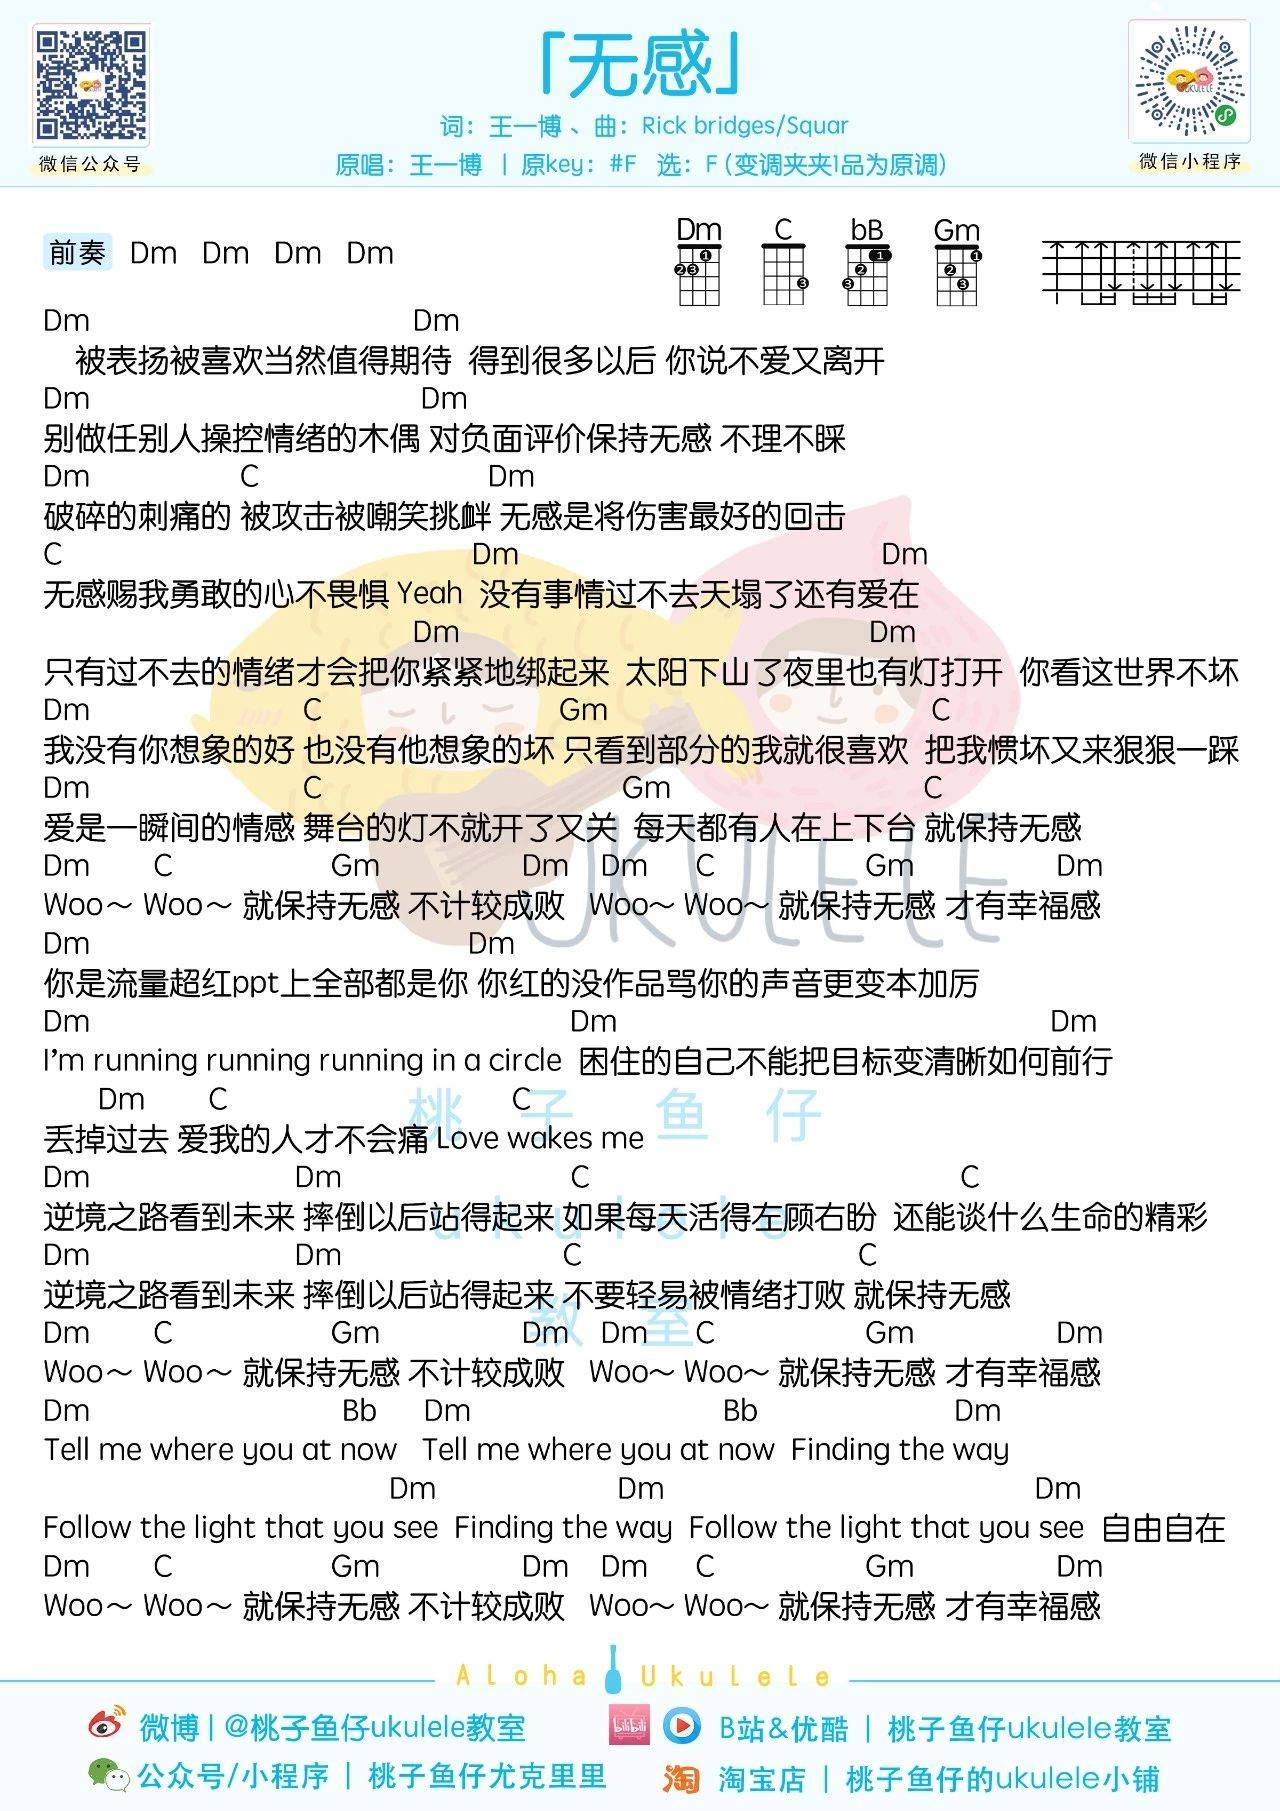 「无感」
词：王一博、曲：Rick bridges/Squar
原唱：王一博 | 原key：#F 选：F (变调夹夹1品为原调)
微信公众号
微信小程序
前奏 Dm Dm Dm Dm
Dm C bB Gm
Dm Dm
被表扬被喜欢当然值得期待 得到很多以后 你说不爱又离开
Dm Dm
别做任别人操控情绪的木偶 对负面评价保持无感 不理不睬
Dm C Dm
破碎的刺痛的 被攻击被嘲笑挑衅 无感是将伤害最好的回击
C Dm Dm
无感赐我勇敢的心不畏惧 Yeah 没有事情过不去天塌了还有爱在
Dm Dm
只有过不去的情绪才会把你紧紧地绑起来 太阳下山了夜里也有灯打开 你看这世界不坏
Dm C Gm C
我没有你想象的好 也没有他想象的坏 只看到部分的我就很喜欢 把我惯坏又来狠狠一踩
Dm C Gm C
爱是一瞬间的情感 舞台的灯不就开了又关 每天都有人在上下台 就保持无感
Dm C Gm Dm Dm C Gm Dm
Woo～ Woo～ 就保持无感 不计较成败 Woo～ Woo～ 就保持无感 才有幸福感
Dm Dm
你是流量超红ppt上全部都是你 你红的没作品骂你的声音更变本加厉
Dm Dm Dm
I'm running running running in a circle 困住的自己不能把目标变清晰如何前行
Dm C C
丢掉过去 爱我的人才不会痛 Love wakes me
Dm Dm C C
逆境之路看到未来 摔倒以后站得起来 如果每天活得左顾右盼 还能谈什么生命的精彩
Dm Dm C C
逆境之路看到未来 摔倒以后站得起来 不要轻易被情绪打败 就保持无感
Dm C Gm Dm Dm C Gm Dm
Woo～ Woo～ 就保持无感 不计较成败 Woo～ Woo～ 就保持无感 才有幸福感
Dm Bb Dm Bb Dm
Tell me where you at now Tell me where you at now Finding the way
Dm Dm Dm
Follow the light that you see Finding the way Follow the light that you see 自由自在
Dm C Gm Dm Dm C Gm Dm
Woo～ Woo～ 就保持无感 不计较成败 Woo～ Woo～ 就保持无感 才有幸福感
UKULELE
桃子鱼仔
ukulele
教室
Aloha Ukulele
微博 | @桃子鱼仔ukulele教室
bilibili B站&优酷 | 桃子鱼仔ukulele教室
公众号/小程序 | 桃子鱼仔尤克里里
淘 淘宝店 | 桃子鱼仔的ukulele小铺